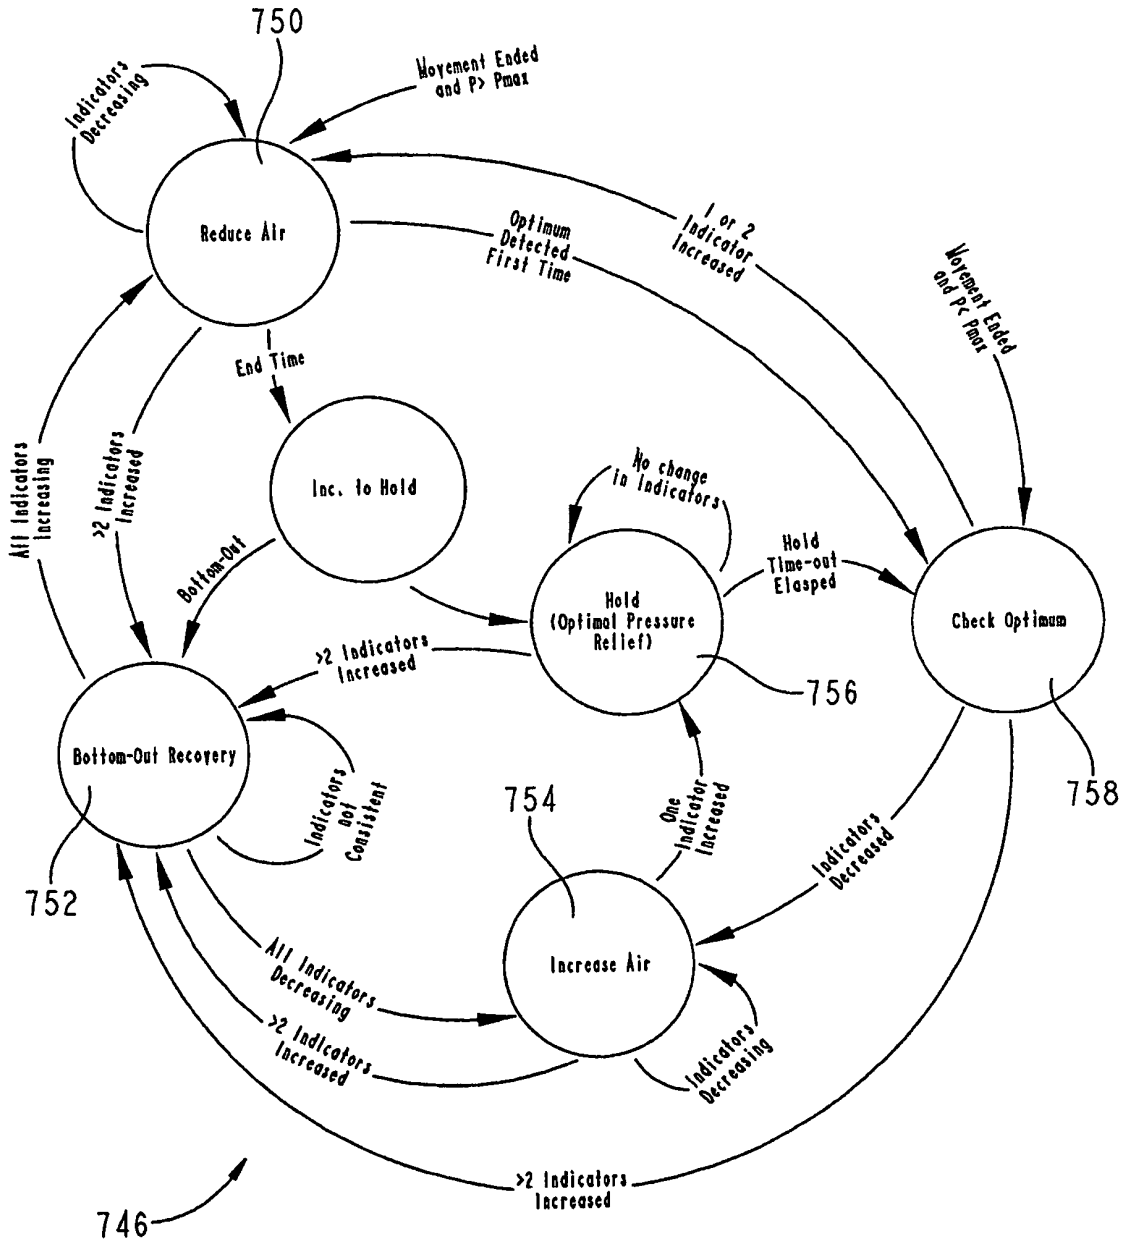 750
Movement Ended
and P> Pmax
Indicators
Decreasing
Reduce Air
1 or 2
Indicator
Increased
Optimum
Detected
First Time
Movement Ended
and P< Pmax
End Time
All Indicators
Increasing
>2 Indicators
Increased
Inc. to Hold
No change
in Indicators
Bottom-Out
Hold
Time-out
Elasped
Hold
(Optimal Pressure
Relief)
Check Optimum
>2 Indicators
Increased
756
Bottom-Out Recovery
758
754
One
Indicator
Increased
Indicators
not
Consistent
Indicators
Decreased
752
All Indicators
Decreasing
Increase Air
>2 Indicators
Increased
Indicators
Decreasing
>2 Indicators
Increased
746